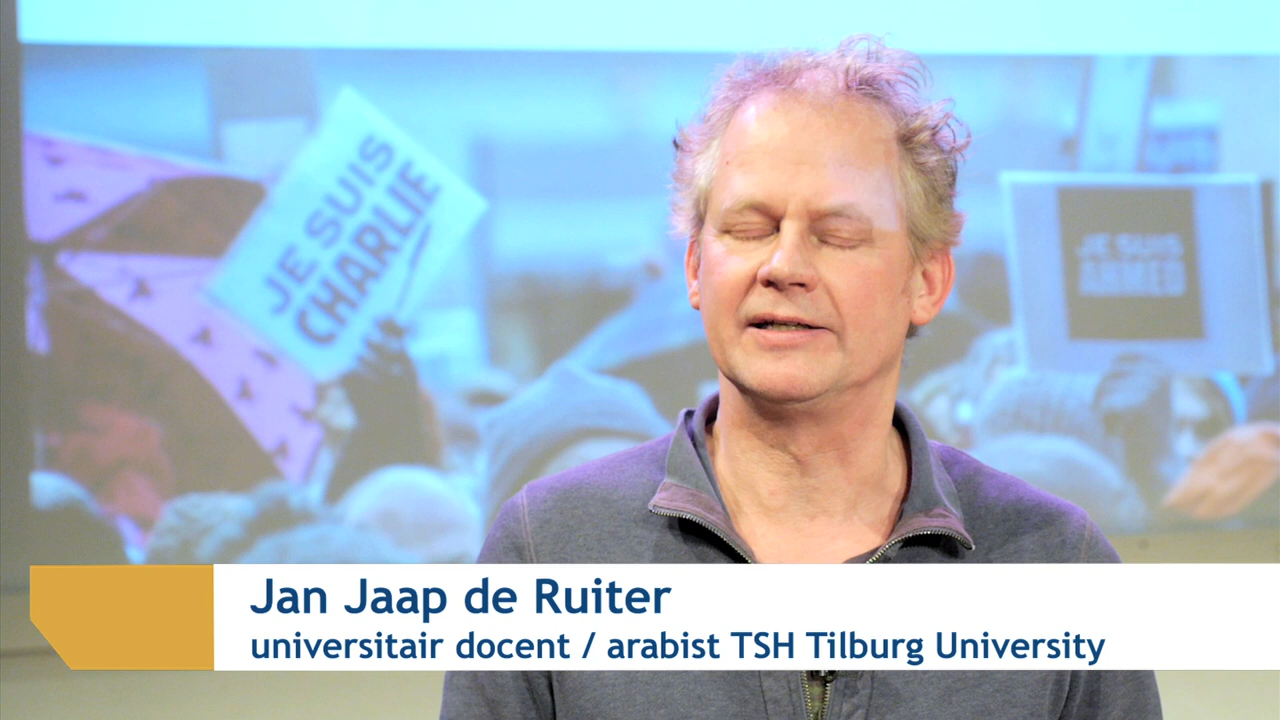 JE SUIS
CHARLIE
JE SUIS
AHMED
Jan Jaap de Ruiter
universitair docent / arabist TSH Tilburg University